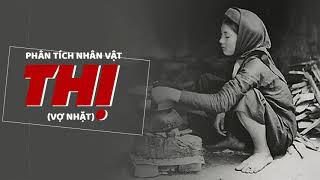 PHÂN TÍCH NHÂN VẬT
THỊ
(VỢ NHẶT)